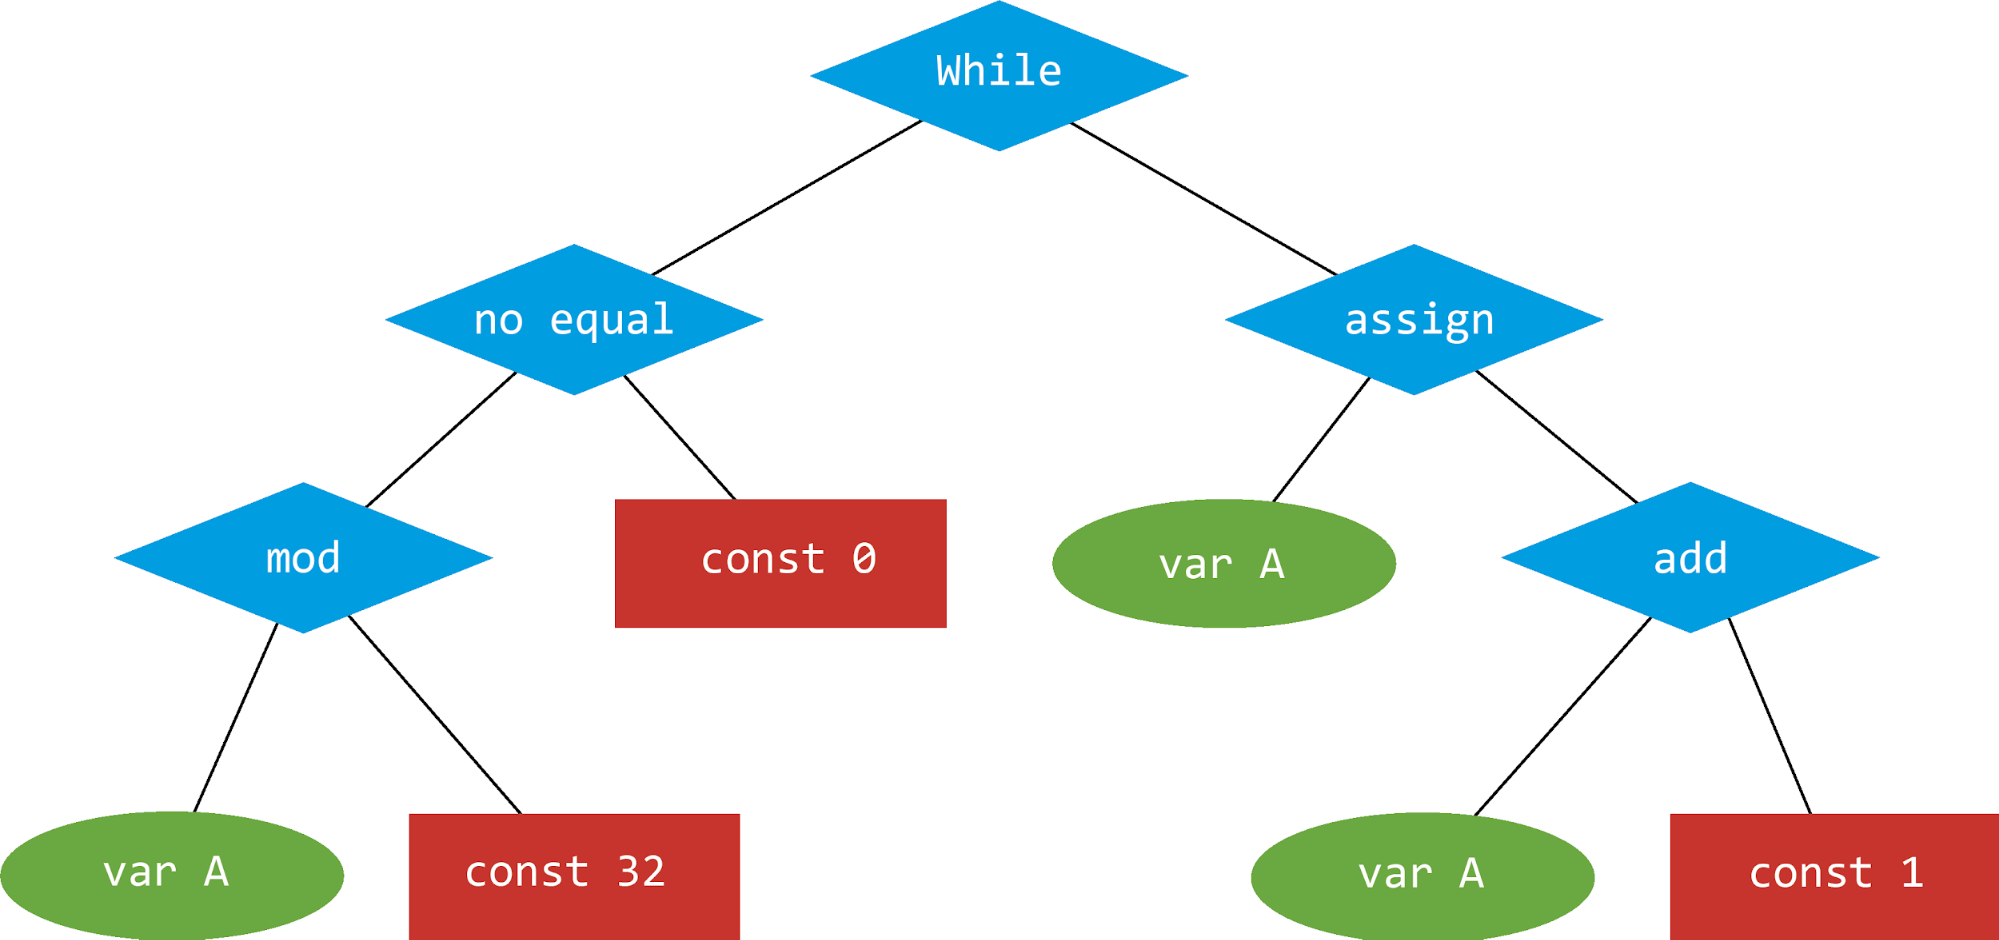 While
no equal
assign
mod
const 0
var A
add
var A
const 32
var A
const 1